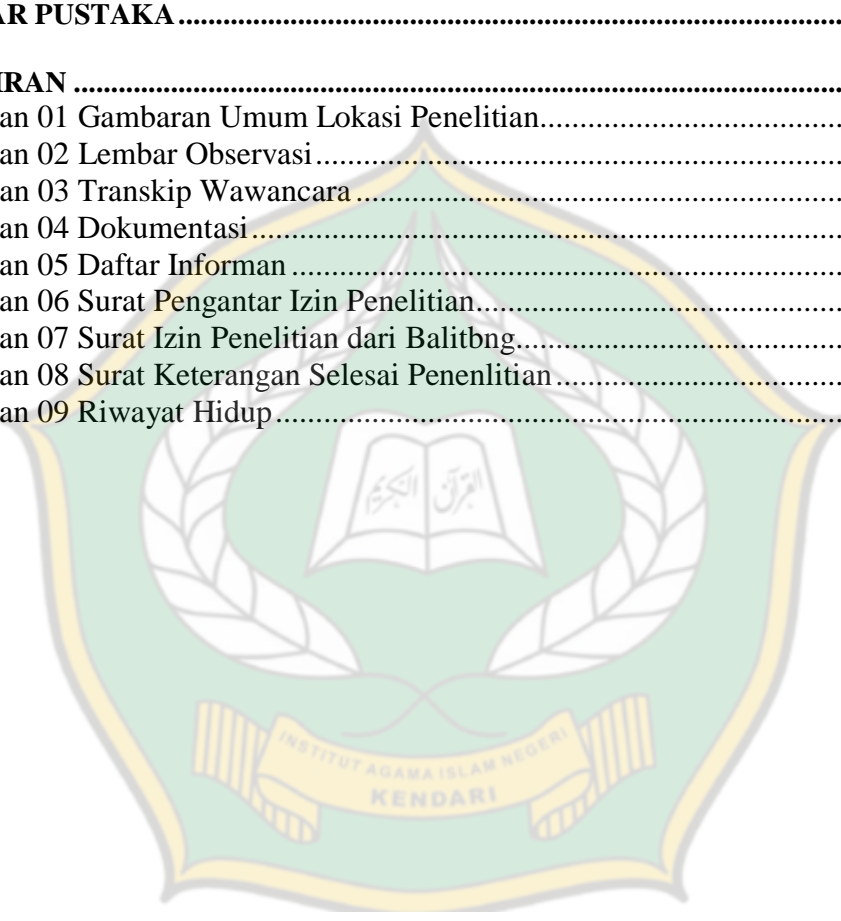 AR PUSTAKA........................................................................................
IRAN ......................................................................................................
an 01 Gambaran Umum Lokasi Penelitian........................................
an 02 Lembar Observasi......................................................................
an 03 Transkip Wawancara .................................................................
an 04 Dokumentasi...............................................................................
an 05 Daftar Informan .........................................................................
an 06 Surat Pengantar Izin Penelitian.................................................
an 07 Surat Izin Penelitian dari Balitbng............................................
an 08 Surat Keterangan Selesai Penenlitian .......................................
an 09 Riwayat Hidup ...........................................................................
القرآن الكريم
INSTITUT AGAMA ISLAM NEGERI
KENDARI